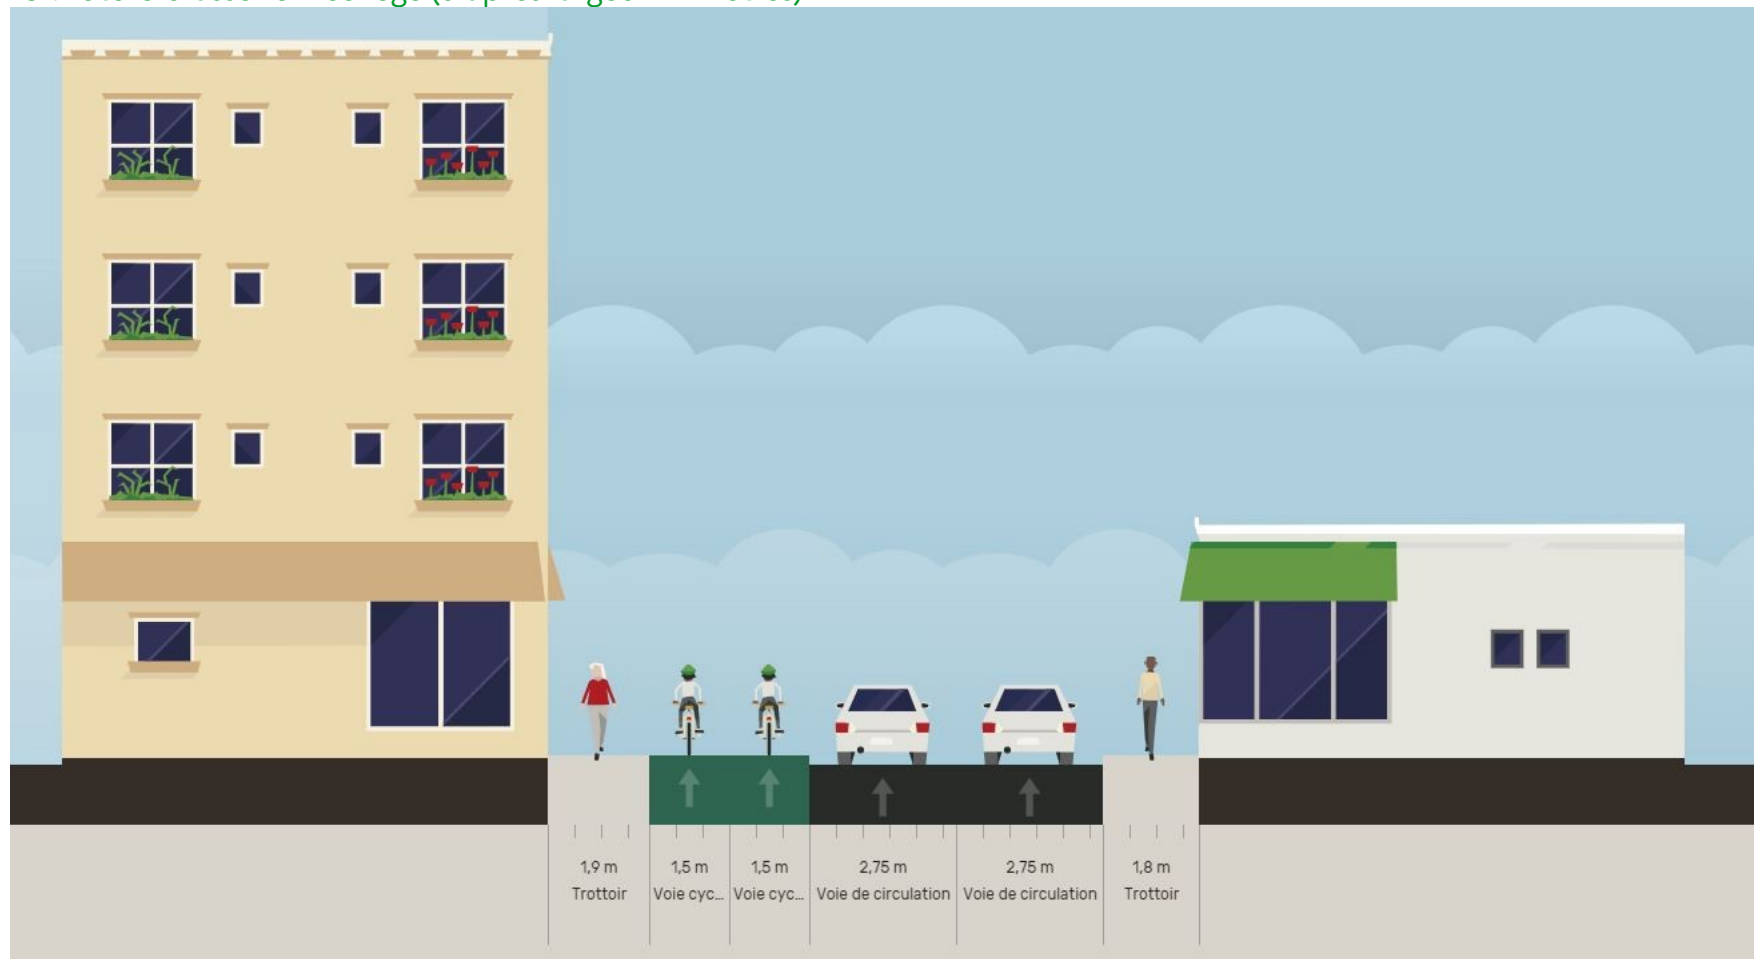 1,9 m
Trottoir
1,5 m
Voie cyc...
1,5 m
Voie cyc...
2,75 m
Voie de circulation
2,75 m
Voie de circulation
1,8 m
Trottoir